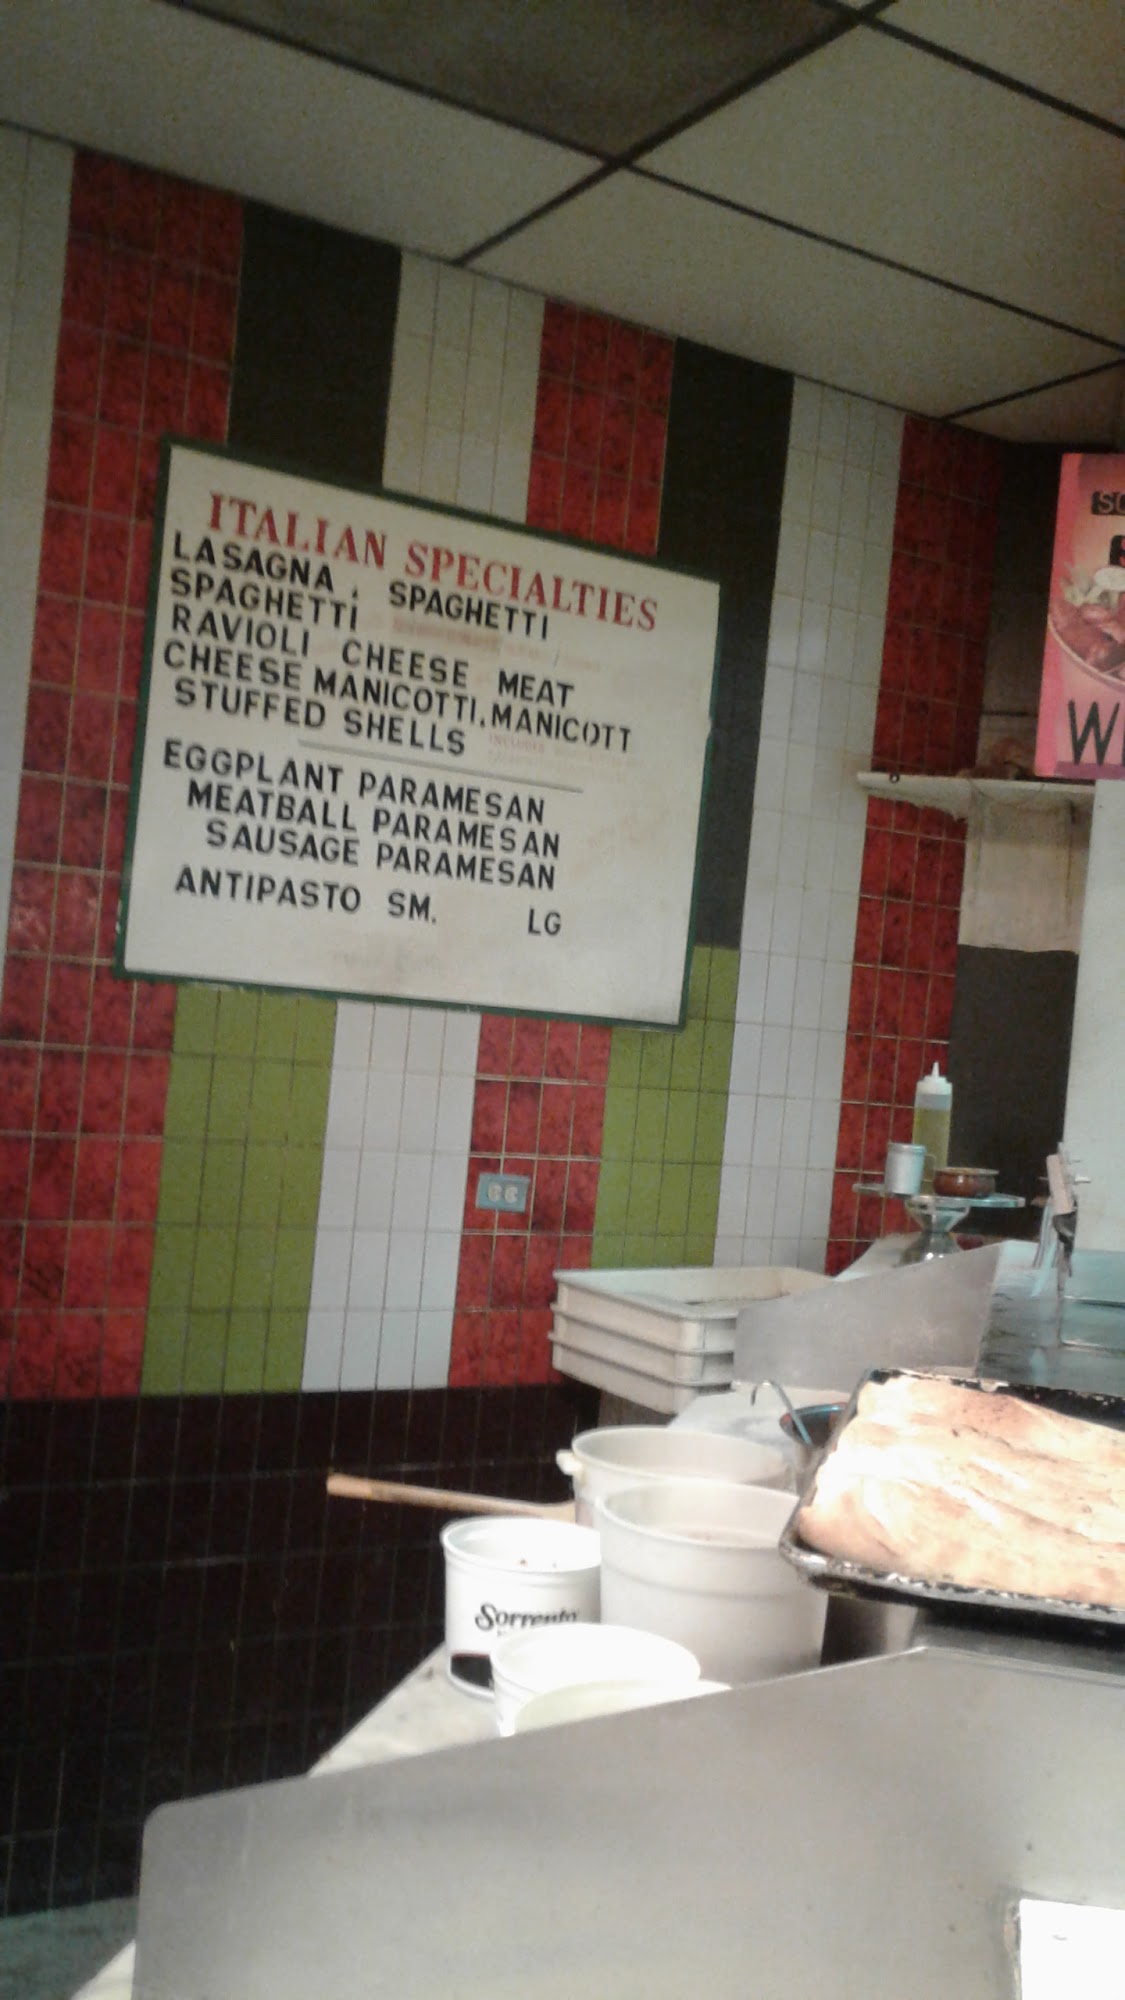 ITALIAN SPECIALTIES
LASAGNA . SPAGHETTI
SPAGHETTI
RAVIOLI CHEESE MEAT
CHEESE MANICOTTI. MANICOTT
STUFFED SHELLS
EGGPLANT PARAMESAN
MEATBALL PARAMESAN
SAUSAGE PARAMESAN
ANTIPASTO SM. LG
Sorrento